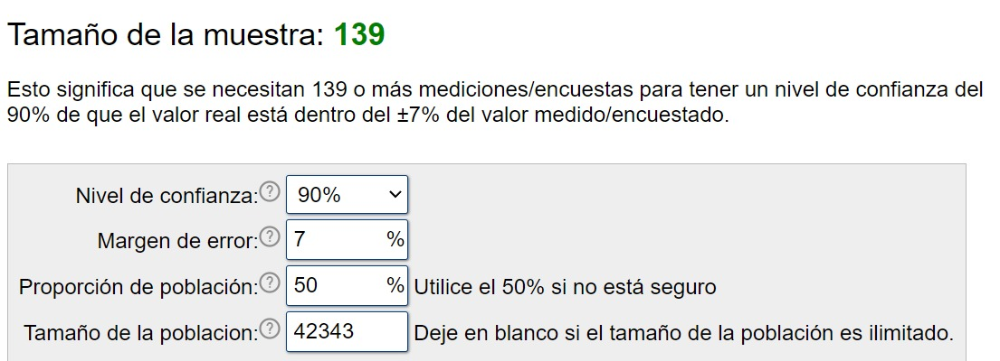 Tamaño de la muestra: 139
Esto significa que se necesitan 139 o más mediciones/encuestas para tener un nivel de confianza del
90% de que el valor real está dentro del ±7% del valor medido/encuestado.
Nivel de confianza: ? 90%
Margen de error: ? 7 %
Proporción de población: ? 50 % Utilice el 50% si no está seguro
Tamaño de la poblacion: ? 42343 Deje en blanco si el tamaño de la población es ilimitado.